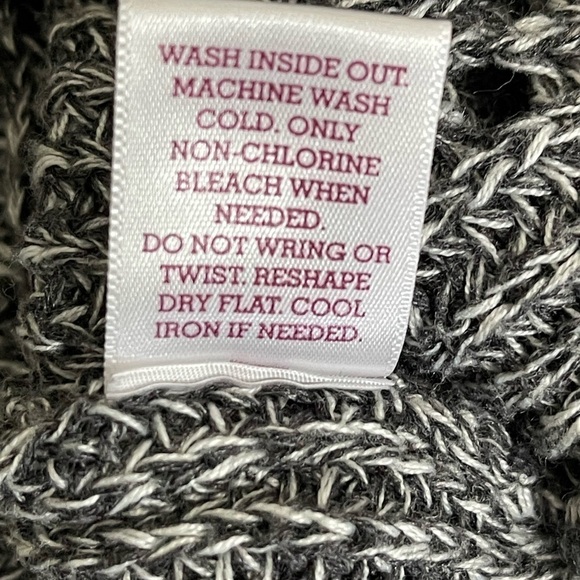 WASH INSIDE OUT.
MACHINE WASH
COLD. ONLY
NON-CHLORINE
BLEACH WHEN
NEEDED.
DO NOT WRING OR
TWIST. RESHAPE
DRY FLAT. COOL
IRON IF NEEDED.